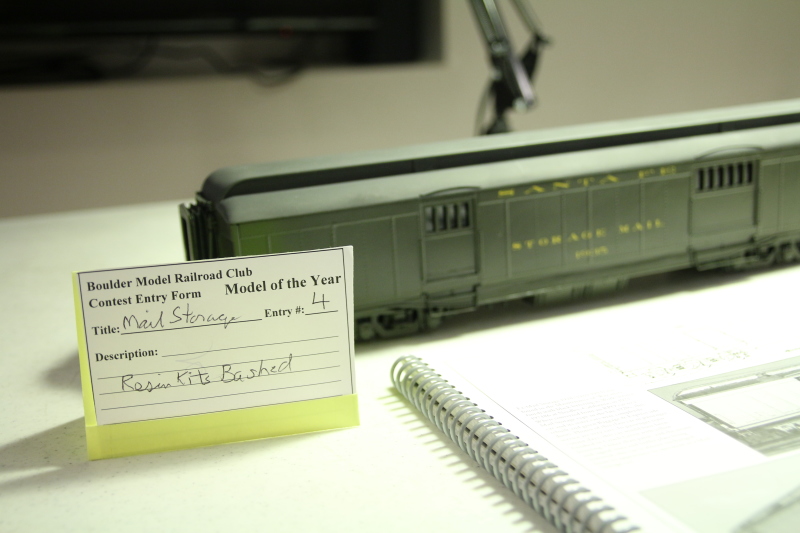 SANTA FE
STORAGE MAIL
Boulder Model Railroad Club
Contest Entry Form Model of the Year
Title: Mail Storage Entry #: 4
Description:
Resin Kits Bashed